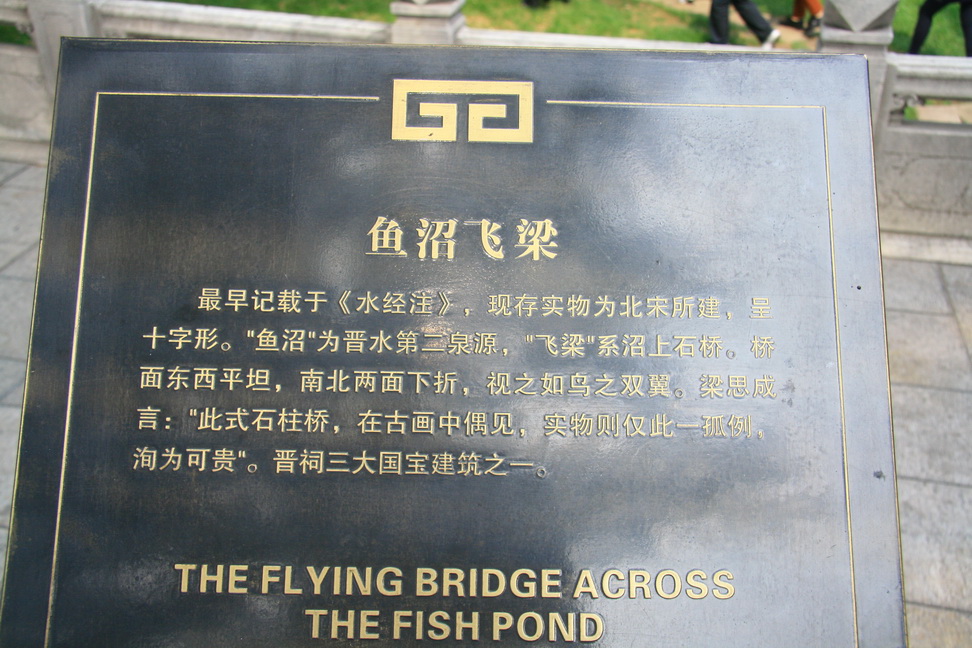 鱼沼飞梁
最早记载于《水经注》，现存实物为北宋所建，呈
十字形。"鱼沼"为晋水第二泉源，"飞梁"系沼上石桥。桥
面东西平坦，南北两面下折，视之如鸟之双翼。梁思成
言："此式石柱桥，在古画中偶见，实物则仅此一孤例，
洵为可贵"。晋祠三大国宝建筑之一。
THE FLYING BRIDGE ACROSS
THE FISH POND